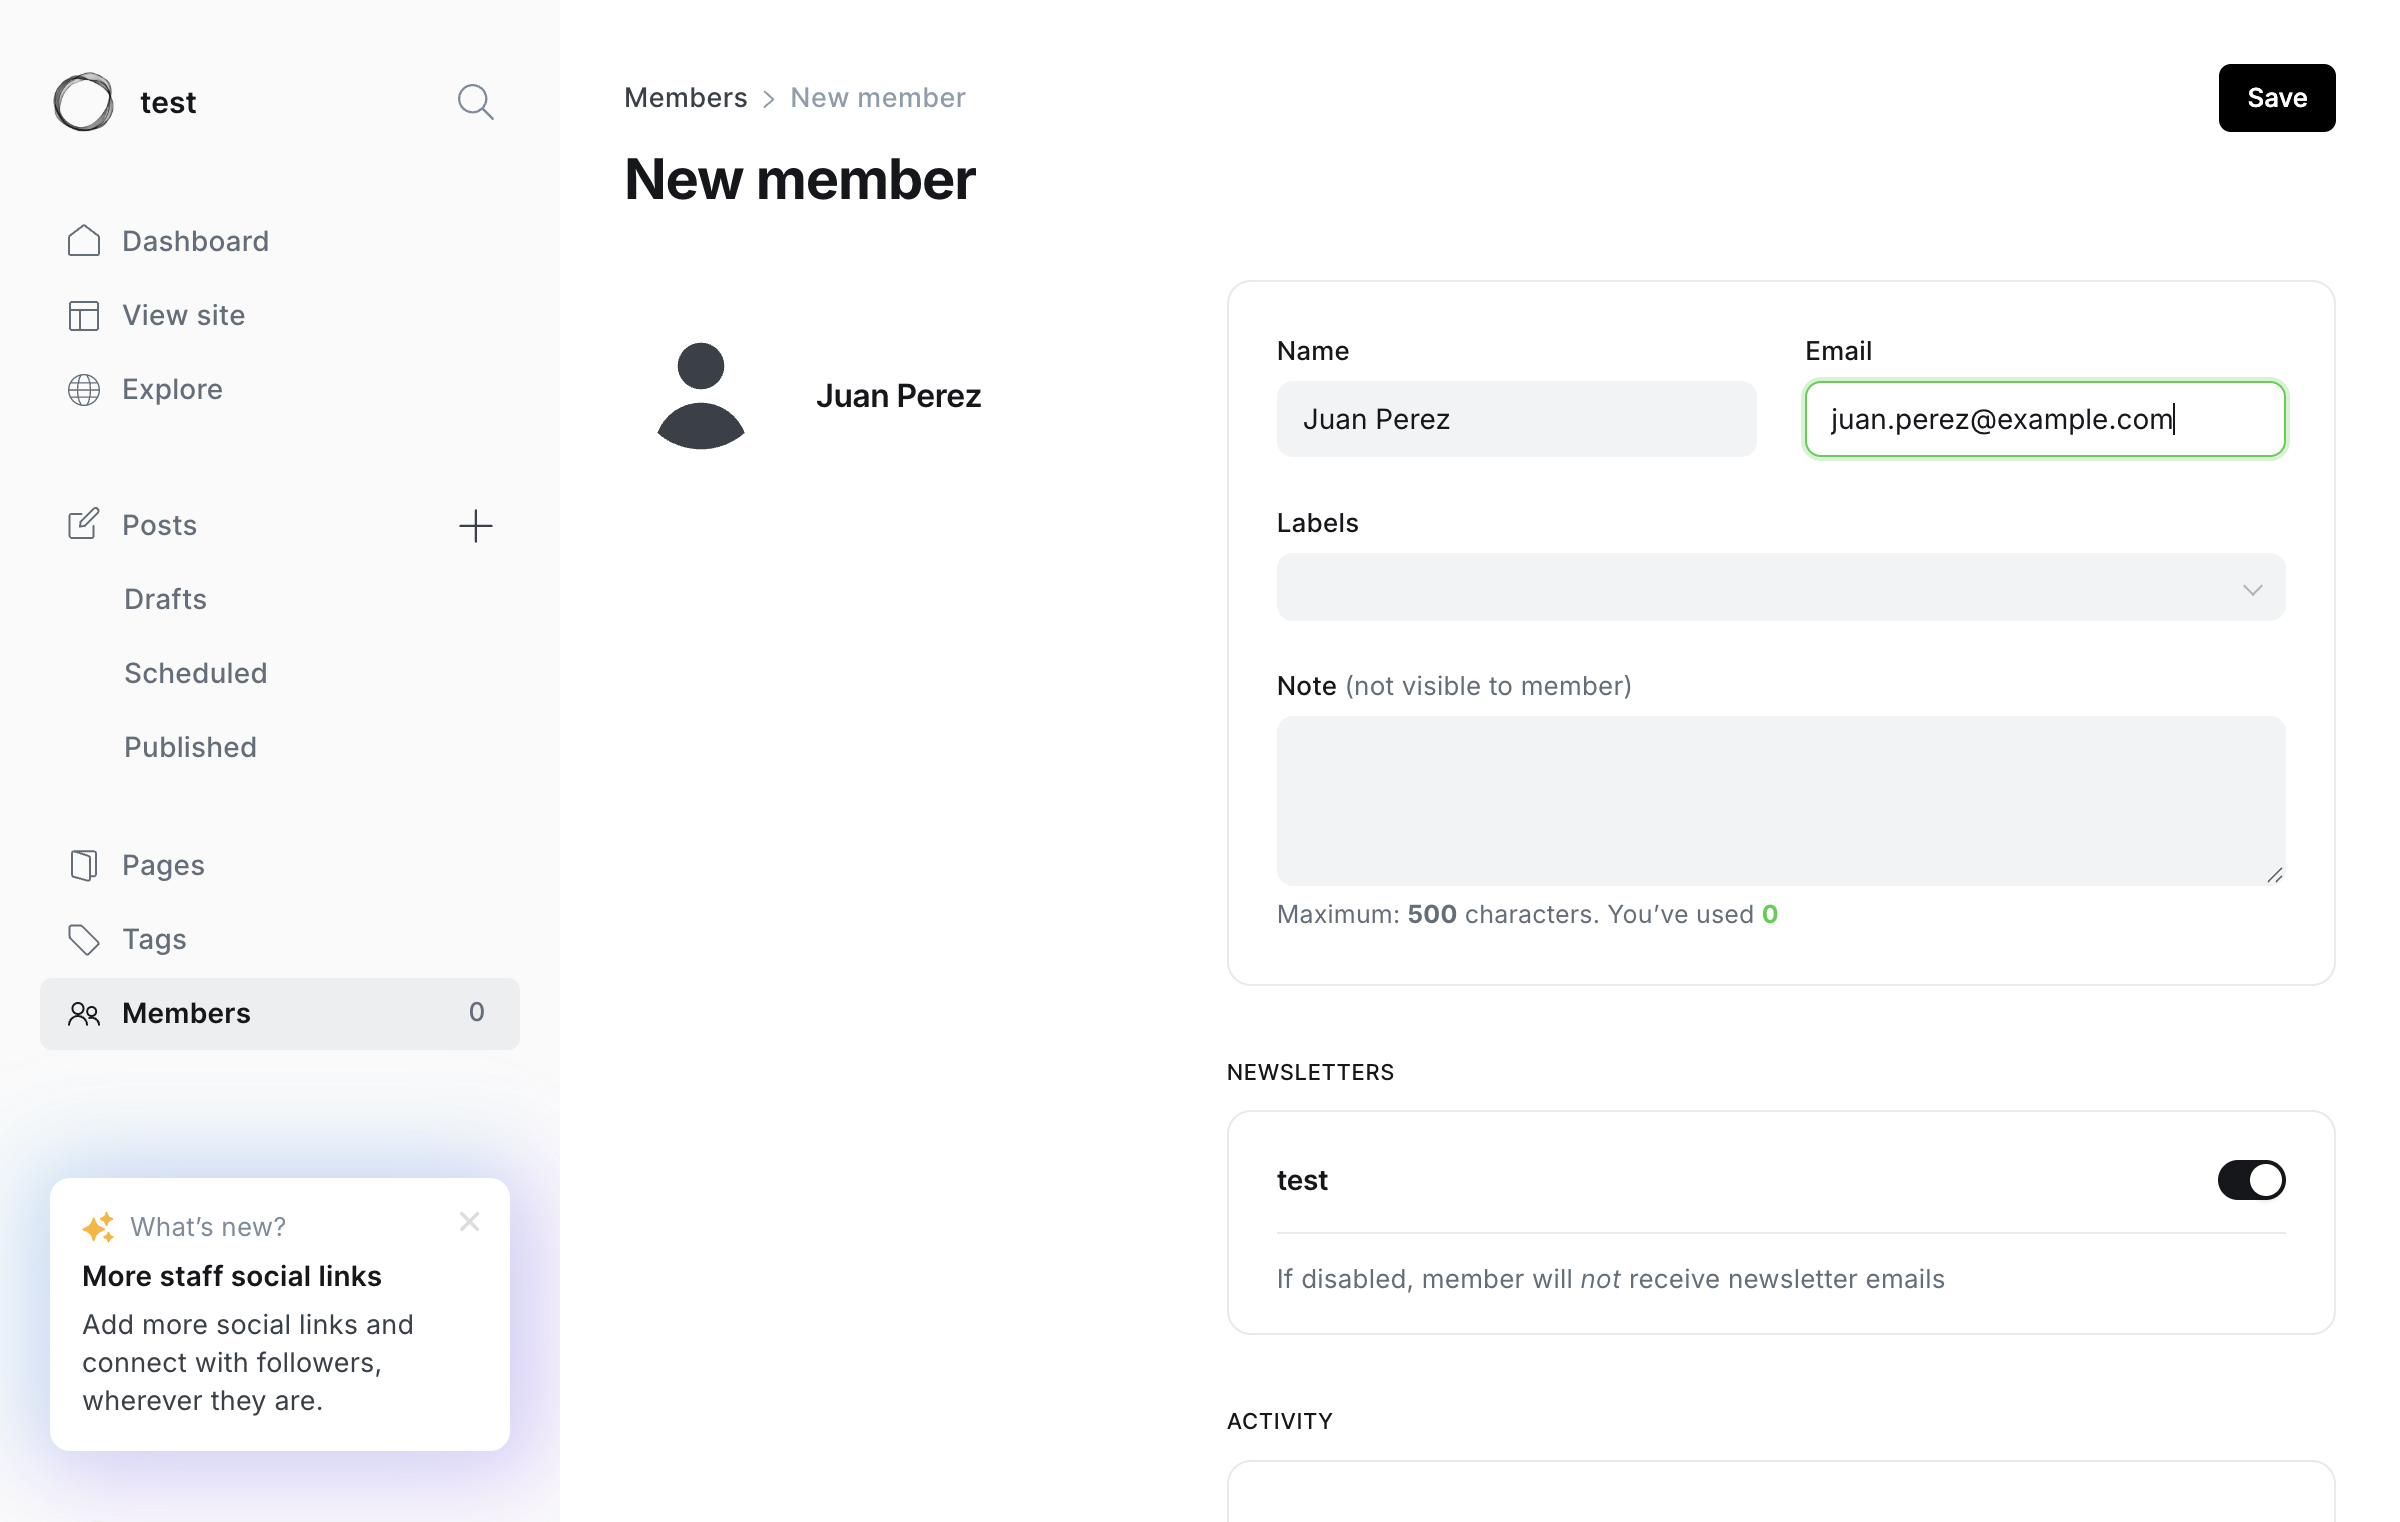 test
Dashboard
View site
Explore
Posts
Drafts
Scheduled
Published
Pages
Tags
Members 0
What’s new?
More staff social links
Add more social links and
connect with followers,
wherever they are.
Members > New member
Save
New member
Juan Perez
Name
Juan Perez
Email
juan.perez@example.com
Labels
Note (not visible to member)
Maximum: 500 characters. You’ve used 0
NEWSLETTERS
test
If disabled, member will not receive newsletter emails
ACTIVITY